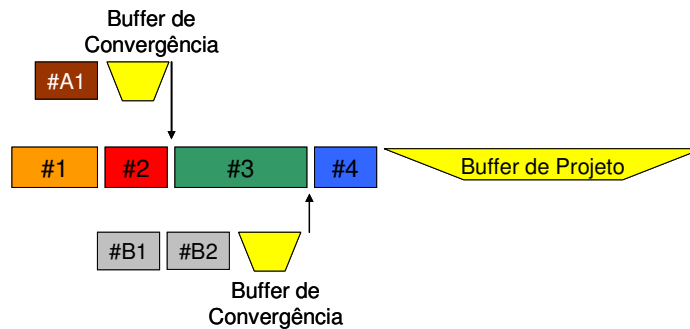 Buffer de
Convergência
#A1
#1
#2
#3
#4
Buffer de Projeto
#B1
#B2
Buffer de
Convergência